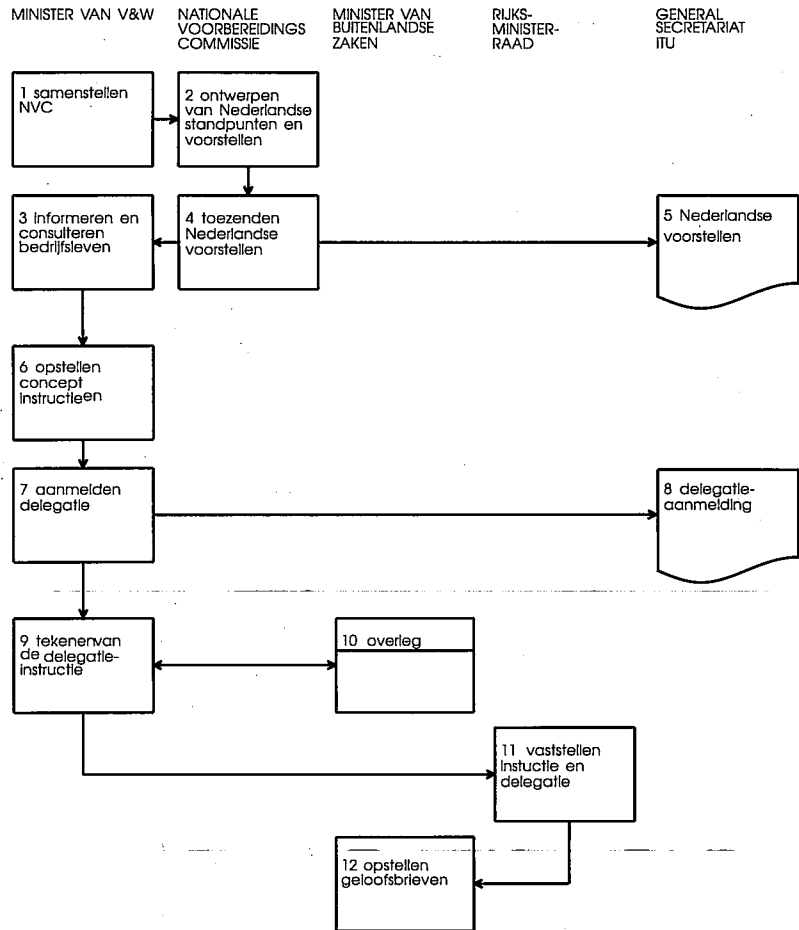 MINISTER VAN V&W
NATIONALE
VOORBEREIDINGS
COMMISSIE
MINISTER VAN
BUITENLANDSE
ZAKEN
RIJKS-
MINISTER-
RAAD
GENERAL
SECRETARIAT
ITU
1 samenstellen
NVC
2 ontwerpen
van Nederlandse
standpunten en
voorstellen
3 informeren en
consulteren
bedrijfsleven
4 toezenden
Nederlandse
voorstellen
5 Nederlandse
voorstellen
6 opstellen
concept
instructieen
7 aanmelden
delegatie
8 delegatie-
aanmelding
9 tekenenvan
de delegatie-
instructie
10 overleg
11 vaststellen
instuctie en
delegatie
12 opstellen
geloofsbrieven